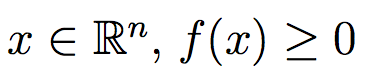 x ∈ ℝⁿ, f(x) ≥ 0